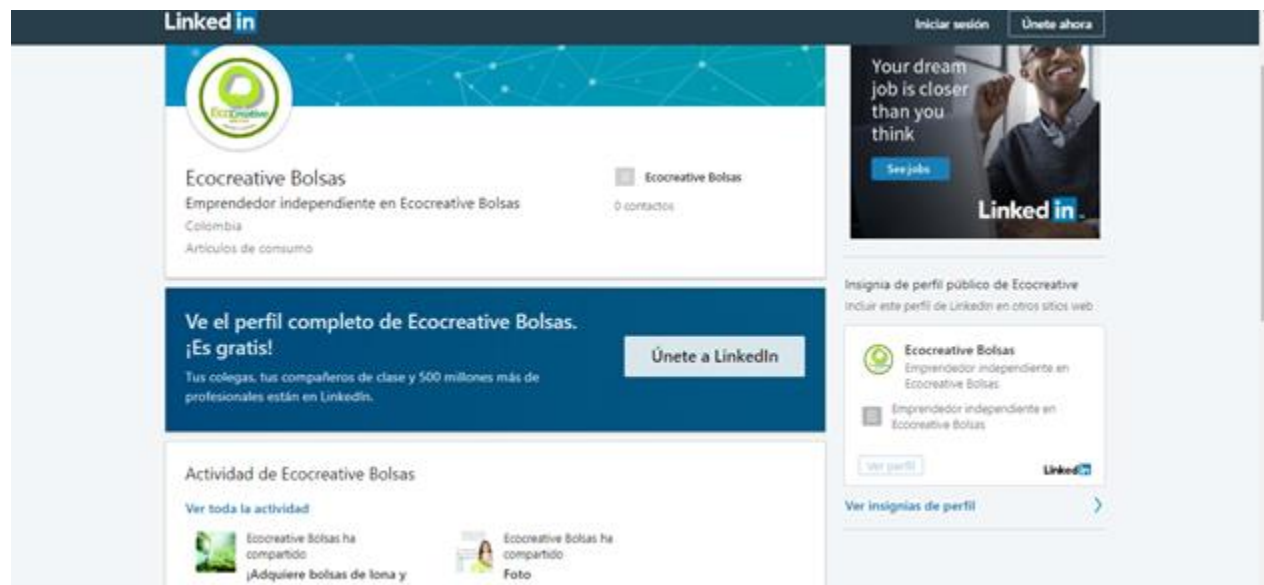 Linked in
Iniciar sesión
Únete ahora
EcoCreative
Ecocreative Bolsas
Emprendedor independiente en Ecocreative Bolsas
Colombia
Artículos de consumo
Ecocreative Bolsas
0 contactos
Ve el perfil completo de Ecocreative Bolsas.
¡Es gratis!
Tus colegas, tus compañeros de clase y 500 millones más de
profesionales están en LinkedIn.
Únete a LinkedIn
Actividad de Ecocreative Bolsas
Ver toda la actividad
Ecocreative Bolsas ha
compartido
¡Adquiere bolsas de lona y
Ecocreative Bolsas ha
compartido
Foto
Your dream
job is closer
than you
think
See jobs
Linked in
Insignia de perfil público de Ecocreative
Incluir este perfil de LinkedIn en otros sitios web
Ecocreative Bolsas
Emprendedor independiente en
Ecocreative Bolsas
Emprendedor independiente en
Ecocreative Bolsas
Ver perfil
Linked in
Ver insignias de perfil